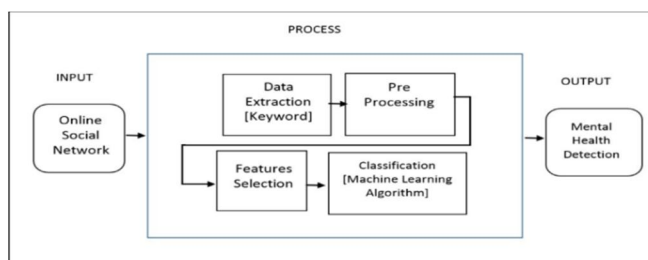 PROCESS
INPUT
Online
Social
Network
Data
Extraction
[Keyword]
Pre
Processing
Features
Selection
Classification
[Machine Learning
Algorithm]
OUTPUT
Mental
Health
Detection